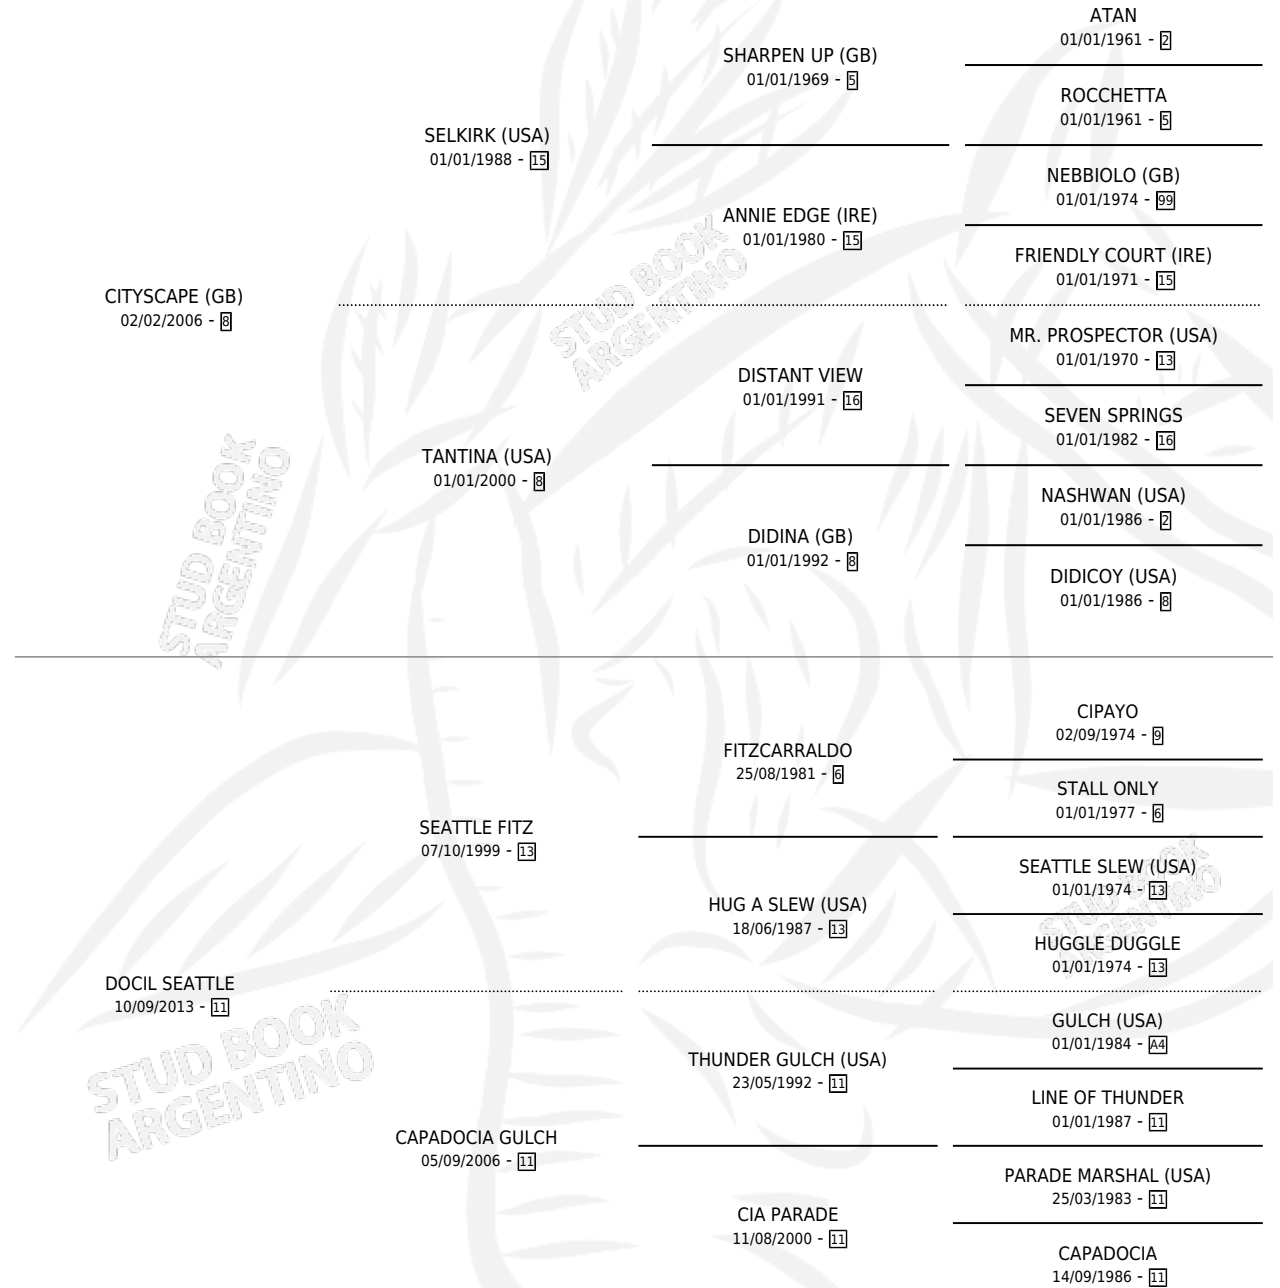 ATAN
01/01/1961 - 2
SHARPEN UP (GB)
01/01/1969 - 5
ROCCHETTA
01/01/1961 - 5
SELKIRK (USA)
01/01/1988 - 15
NEBBIOLO (GB)
01/01/1974 - 99
ANNIE EDGE (IRE)
01/01/1980 - 15
FRIENDLY COURT (IRE)
01/01/1971 - 15
CITYSCAPE (GB)
02/02/2006 - 8
MR. PROSPECTOR (USA)
01/01/1970 - 13
DISTANT VIEW
01/01/1991 - 16
SEVEN SPRINGS
01/01/1982 - 16
TANTINA (USA)
01/01/2000 - 8
NASHWAN (USA)
01/01/1986 - 2
DIDINA (GB)
01/01/1992 - 8
DIDICOY (USA)
01/01/1986 - 8
CIPAYO
02/09/1974 - 9
FITZCARRALDO
25/08/1981 - 6
STALL ONLY
01/01/1977 - 6
SEATTLE FITZ
07/10/1999 - 13
SEATTLE SLEW (USA)
01/01/1974 - 13
HUG A SLEW (USA)
18/06/1987 - 13
HUGGLE DUGGLE
01/01/1974 - 13
DOCIL SEATTLE
10/09/2013 - 11
GULCH (USA)
01/01/1984 - A4
THUNDER GULCH (USA)
23/05/1992 - 11
LINE OF THUNDER
01/01/1987 - 11
CAPADOCIA GULCH
05/09/2006 - 11
PARADE MARSHAL (USA)
25/03/1983 - 11
CIA PARADE
11/08/2000 - 11
CAPADOCIA
14/09/1986 - 11
STUD BOOK
ARGENTINO
STUD BOOK
ARGENTINO
STUD BOOK
ARGENTINO
STUD BOOK
ARGENTINO